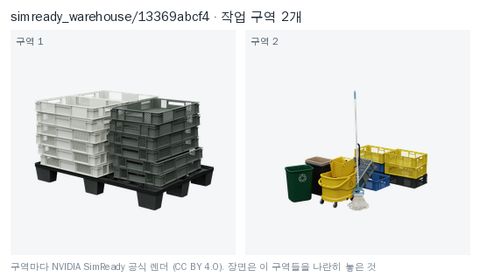 simready_warehouse/13369abcf4 · 작업 구역 2개
구역 1
구역 2
구역마다 NVIDIA SimReady 공식 렌더 (CC BY 4.0). 장면은 이 구역들을 나란히 놓은 것